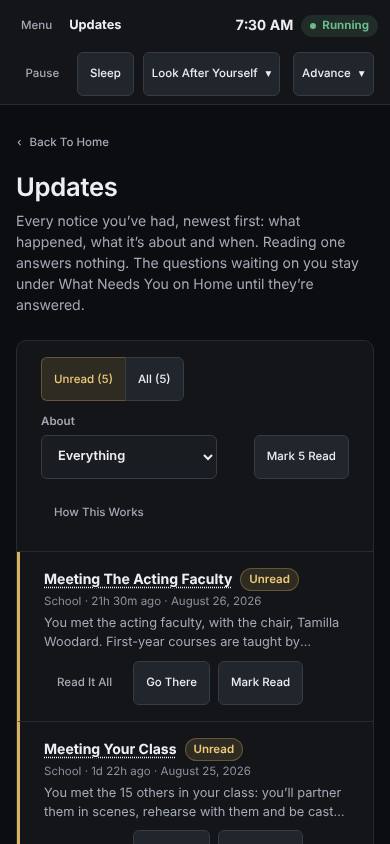 Menu Updates 7:30 AM Running
Pause Sleep Look After Yourself Advance
Back To Home
Updates
Every notice you’ve had, newest first: what
happened, what it’s about and when. Reading one
answers nothing. The questions waiting on you stay
under What Needs You on Home until they’re
answered.
Unread (5) All (5)
About
Everything Mark 5 Read
How This Works
Meeting The Acting Faculty Unread
School · 21h 30m ago · August 26, 2026
You met the acting faculty, with the chair, Tamilla
Woodard. First-year courses are taught by…
Read It All Go There Mark Read
Meeting Your Class Unread
School · 1d 22h ago · August 25, 2026
You met the 15 others in your class: you’ll partner
them in scenes, rehearse with them and be cast…